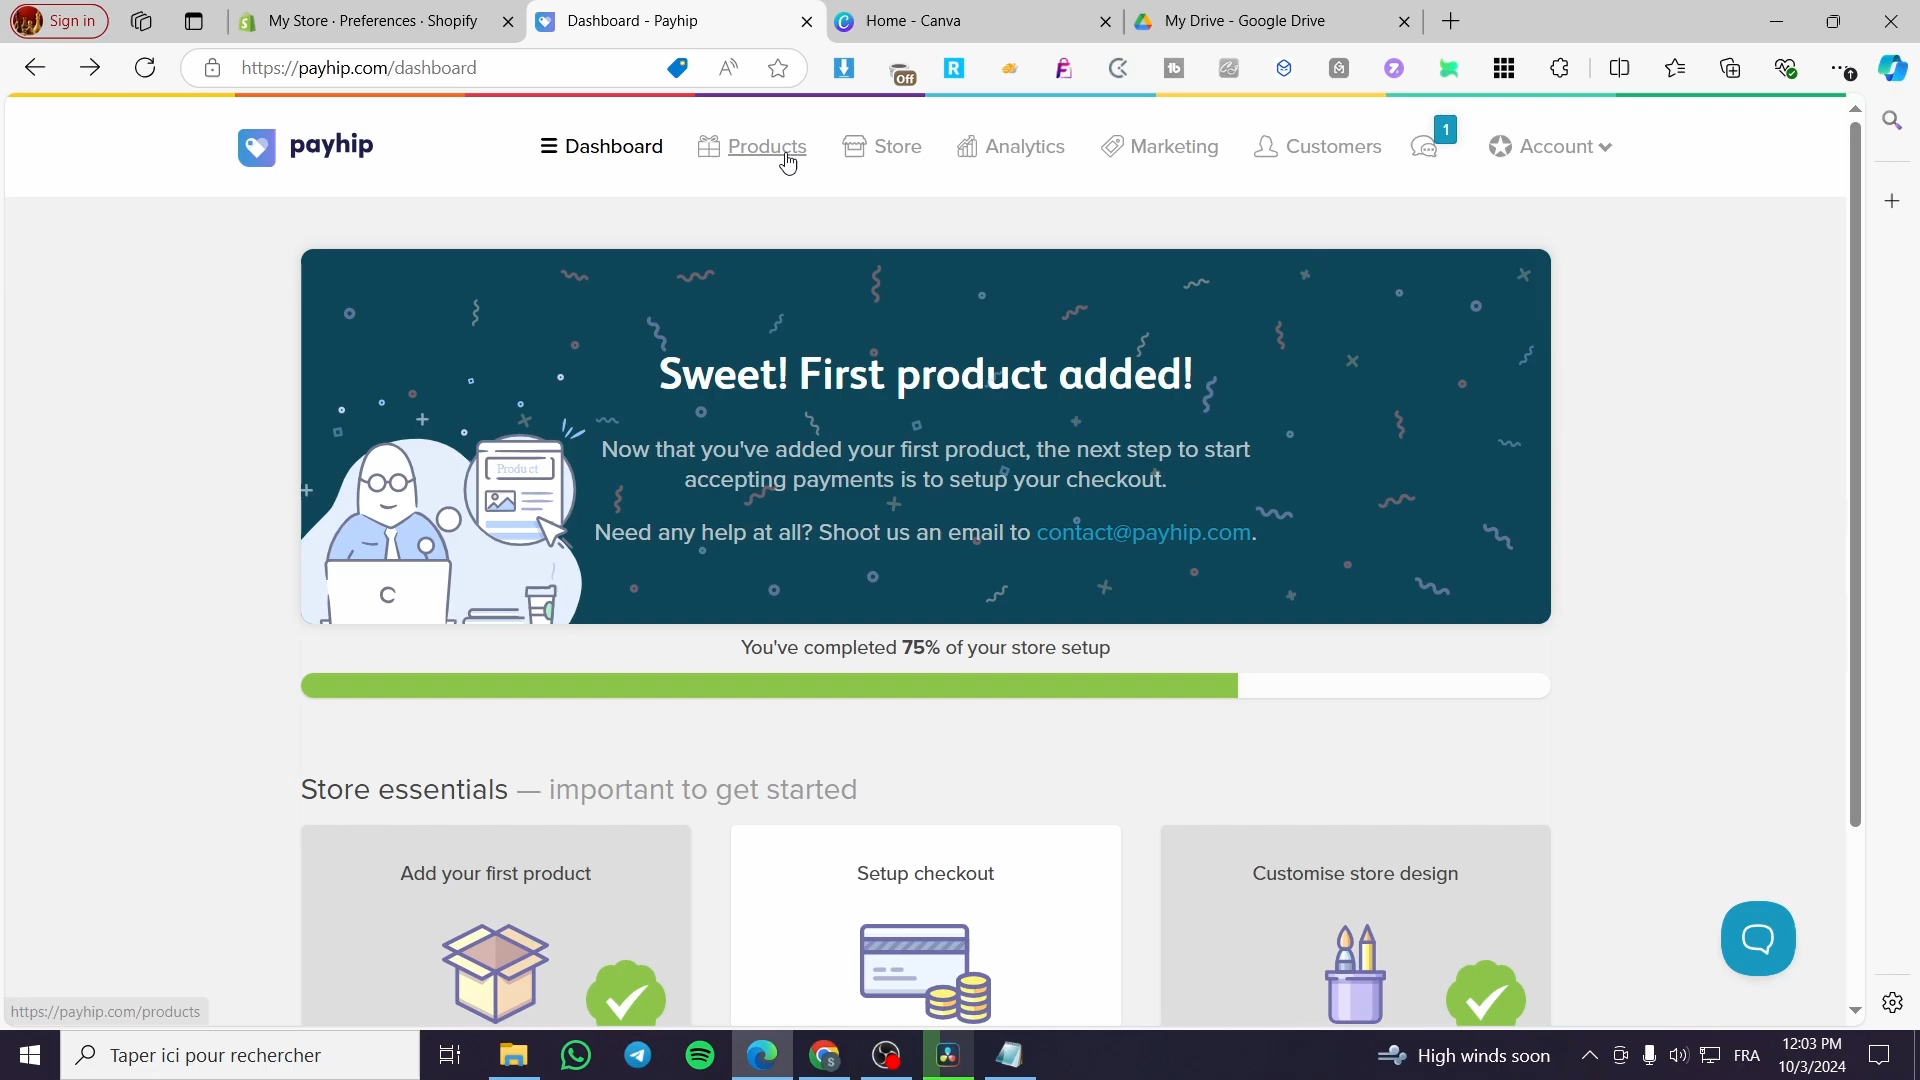 Sign in
My Store · Preferences · Shopify
Dashboard - Payhip
Home - Canva
My Drive - Google Drive
https://payhip.com/dashboard
Off
payhip
Dashboard
Products
Store
Analytics
Marketing
Customers
1
Account
Sweet! First product added!
Now that you've added your first product, the next step to start
accepting payments is to setup your checkout.
Need any help at all? Shoot us an email to contact@payhip.com.
Product
You've completed 75% of your store setup
Store essentials — important to get started
Add your first product
Setup checkout
Customise store design
https://payhip.com/products
Taper ici pour rechercher
High winds soon
FRA
12:03 PM
10/3/2024